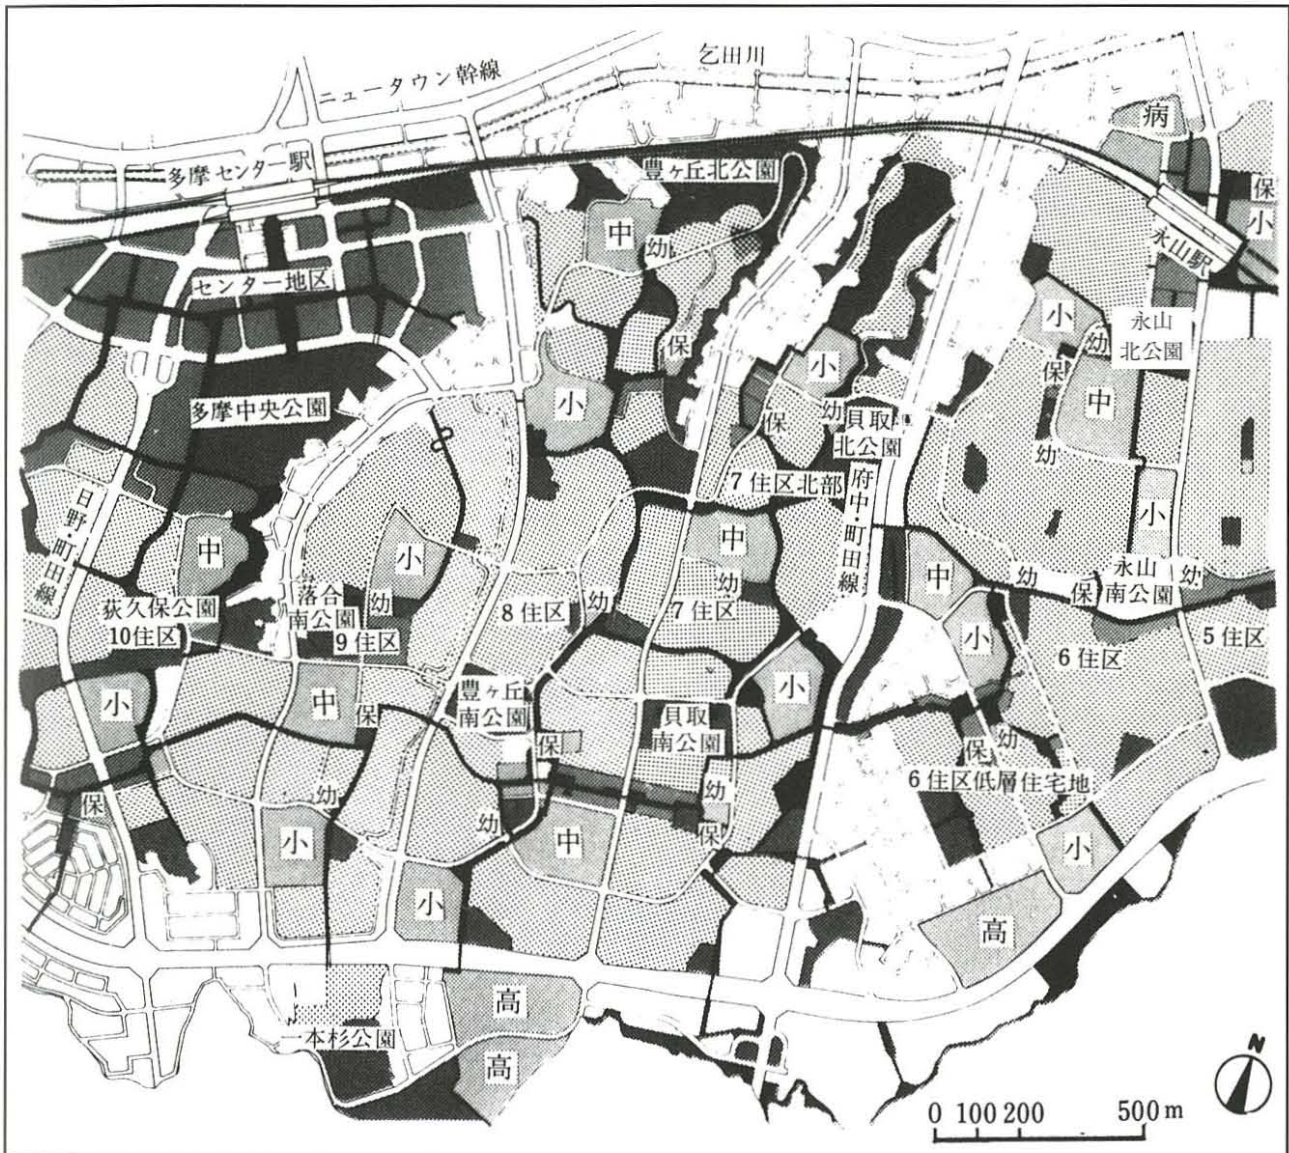 乞田川
ニュータウン幹線
病
多摩センター駅
豊ヶ丘北公園
保
小
中
幼
永山駅
センター地区
小
保
小
幼
永山
北公園
保
中
小
多摩中央公園
小
幼
保
貝取
北公園
幼
7住区北部
日野・町田線
府中・町田線
小
中
小
中
中
幼
幼
保
永山
南公園
幼
荻久保公園
10住区
落合
南公園
幼
9住区
8住区
幼
7住区
小
6住区
5住区
小
中
保
豊ヶ丘
南公園
小
貝取
南公園
保
保
幼
6住区低層住宅地
保
幼
幼
幼
保
小
中
小
小
高
高
一本杉公園
高
N
0 100 200 500m